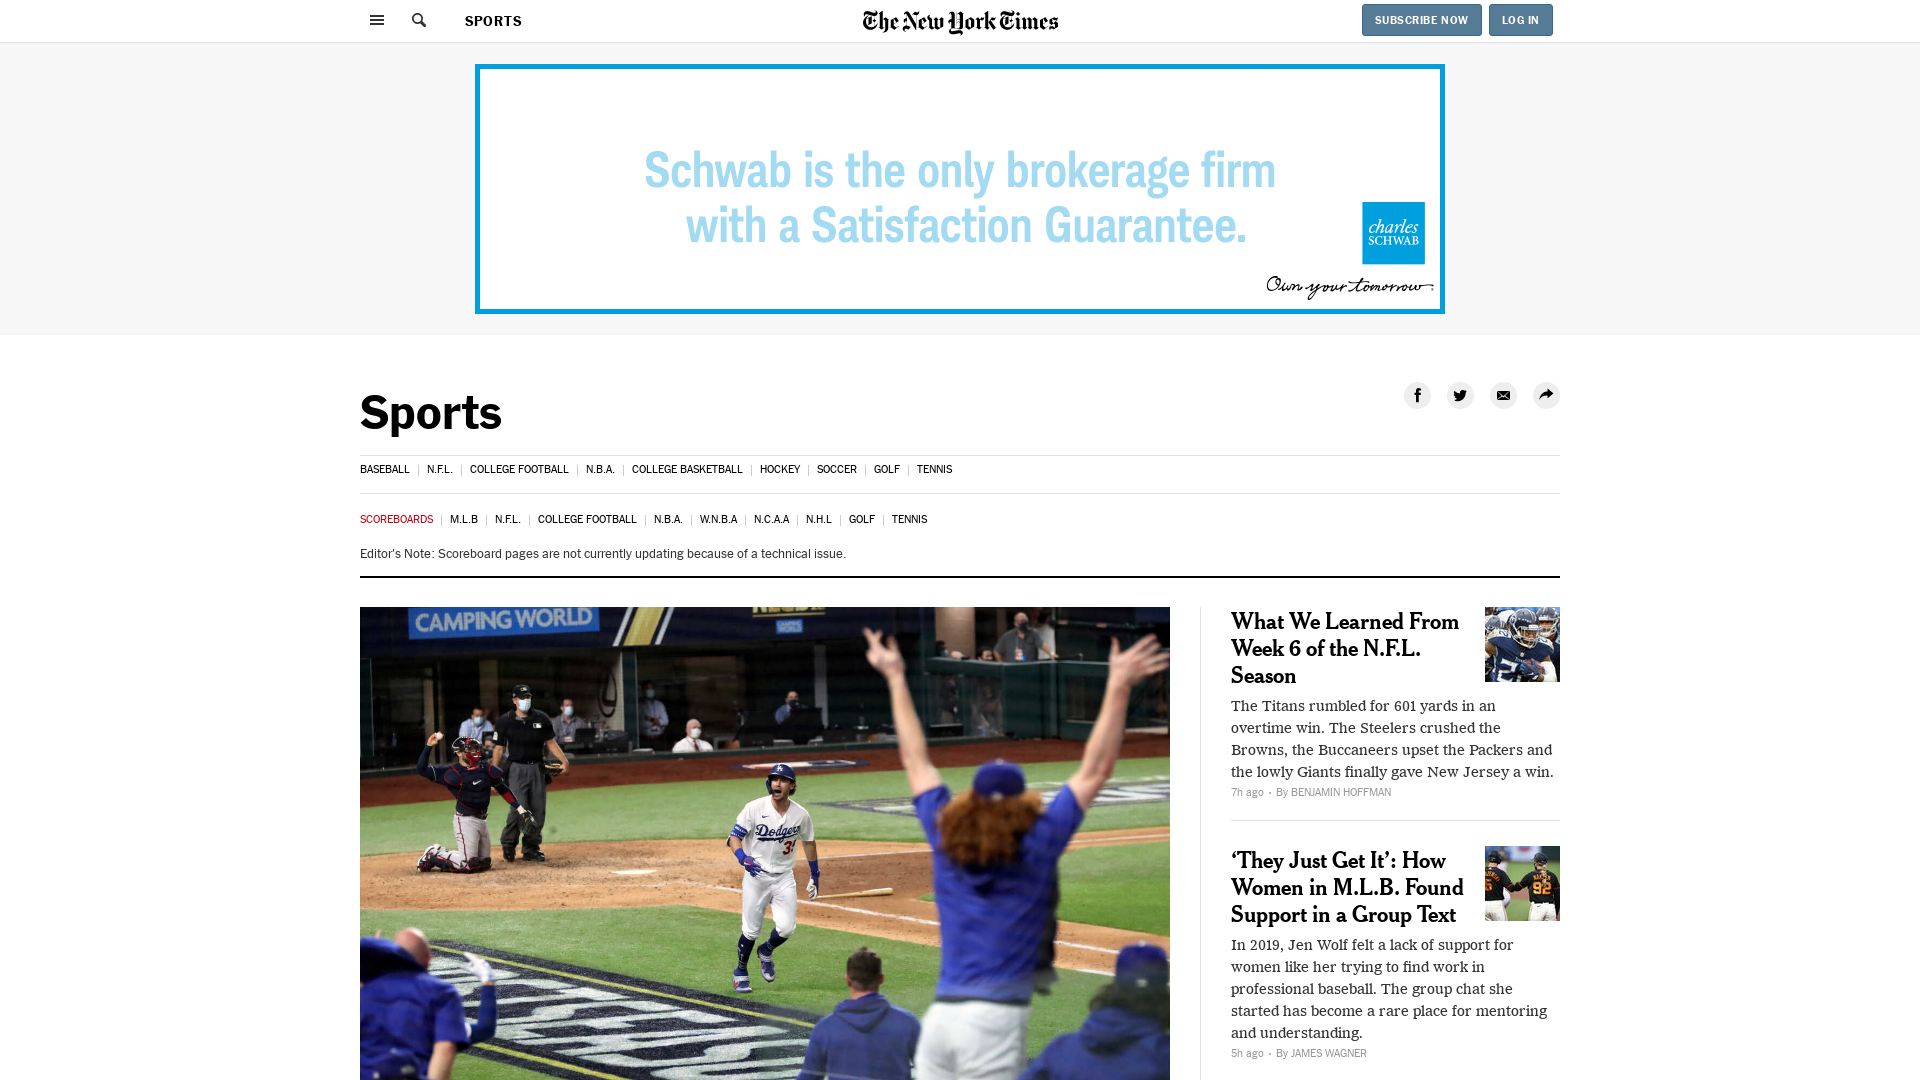 SPORTS
The New York Times
SUBSCRIBE NOW
LOG IN
Schwab is the only brokerage firm
with a Satisfaction Guarantee.
charles
SCHWAB
Own your tomorrow.
Sports
BASEBALL | N.F.L. | COLLEGE FOOTBALL | N.B.A. | COLLEGE BASKETBALL | HOCKEY | SOCCER | GOLF | TENNIS
SCOREBOARDS | M.L.B | N.F.L. | COLLEGE FOOTBALL | N.B.A. | W.N.B.A | N.C.A.A | N.H.L | GOLF | TENNIS
Editor's Note: Scoreboard pages are not currently updating because of a technical issue.
CAMPING WORLD
CAMPING
WORLD
Dodgers
What We Learned From
Week 6 of the N.F.L.
Season
The Titans rumbled for 601 yards in an
overtime win. The Steelers crushed the
Browns, the Buccaneers upset the Packers and
the lowly Giants finally gave New Jersey a win.
7h ago • By BENJAMIN HOFFMAN
‘They Just Get It’: How
Women in M.L.B. Found
Support in a Group Text
92
In 2019, Jen Wolf felt a lack of support for
women like her trying to find work in
professional baseball. The group chat she
started has become a rare place for mentoring
and understanding.
5h ago • By JAMES WAGNER